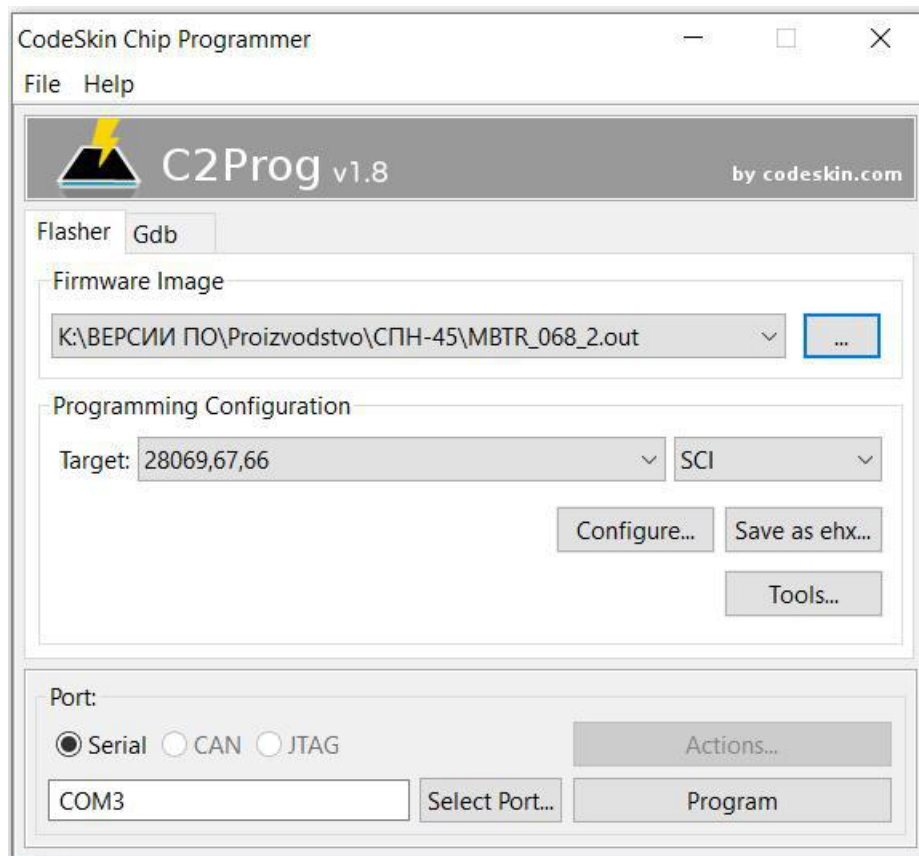 CodeSkin Chip Programmer
File Help
C2Prog v1.8
by codeskin.com
Flasher Gdb
Firmware Image
K:\ВЕРСИИ ПО\Proizvodstvo\СПН-45\MBTR_068_2.out
...
Programming Configuration
Target: 28069,67,66 SCI
Configure... Save as ehx...
Tools...
Port:
Serial CAN JTAG Actions...
COM3 Select Port... Program